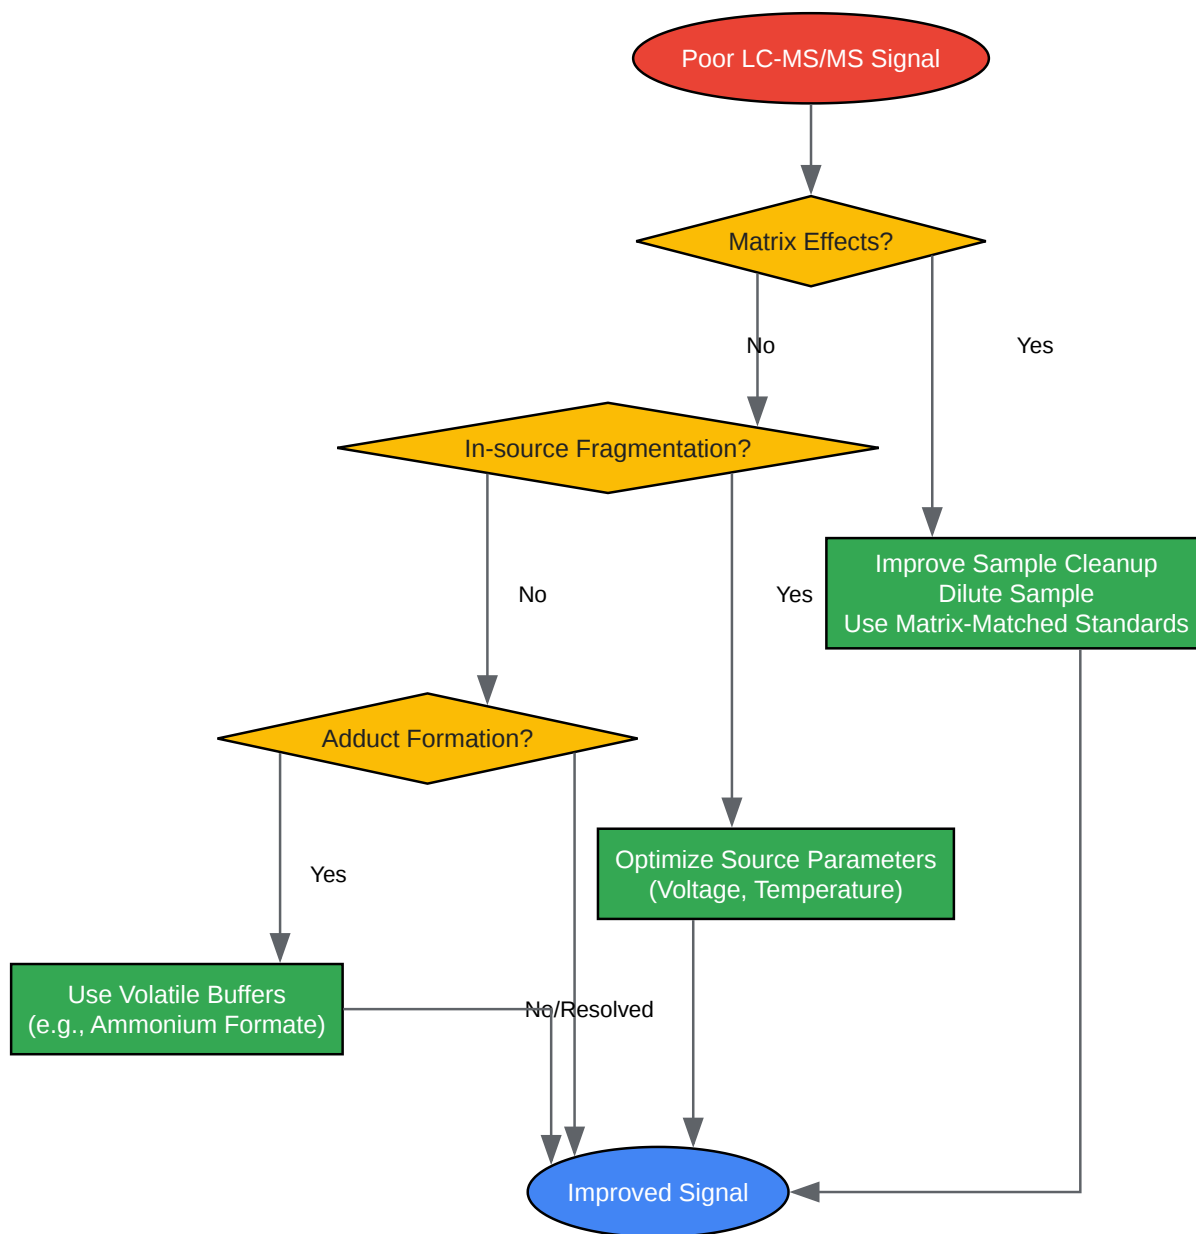 Poor LC-MS/MS Signal
Matrix Effects?
No
Yes
In-source Fragmentation?
Improve Sample Cleanup
Dilute Sample
Use Matrix-Matched Standards
No
Yes
Adduct Formation?
Optimize Source Parameters
(Voltage, Temperature)
Yes
Use Volatile Buffers
(e.g., Ammonium Formate)
No/Resolved
Improved Signal